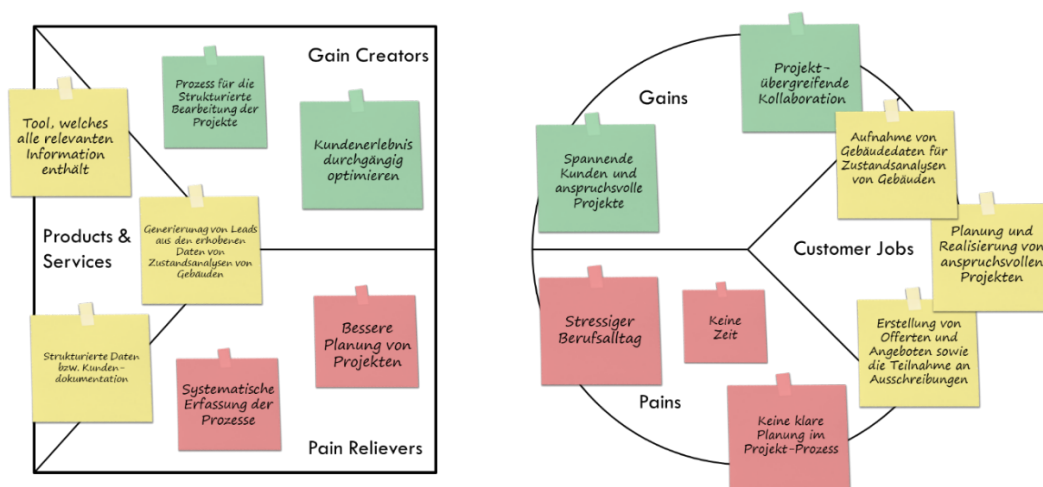 Gain Creators
Prozess für die
Strukturierte
Bearbeitung der
Projekte
Kundenerlebnis
durchgängig
optimieren
Tool, welches
alle relevanten
Information
enthält
Products &
Services
Generierunag von Leads
aus den erhobenen
Daten von
Zustandsanalysen von
Gebäuden
Strukturierte Daten
bzw. Kunden-
dokumentation
Bessere
Planung von
Projekten
Systematische
Erfassung der
Prozesse
Pain Relievers
Gains
Projekt-
übergreifende
Kollaboration
Spannende
Kunden und
anspruchsvolle
Projekte
Aufnahme von
Gebäudedaten für
Zustandsanalysen
von Gebäuden
Customer Jobs
Planung und
Realisierung von
anspruchsvollen
Projekten
Erstellung von
Offerten und
Angeboten sowie
die Teilnahme an
Ausschreibungen
Stressiger
Berufsalltag
Keine
Zeit
Pains
Keine klare
Planung im
Projekt-Prozess